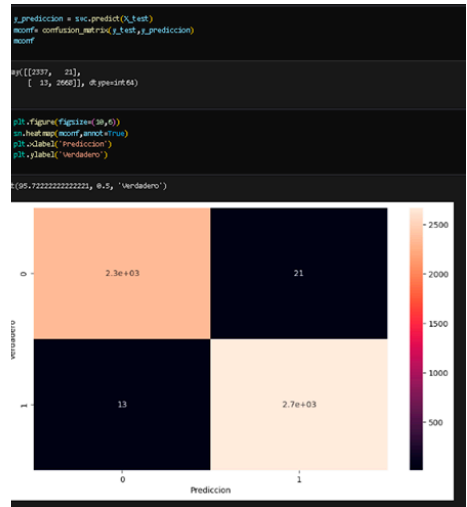 y_prediccion = svc.predict(X_test)
mconf= confusion_matrix(y_test,y_prediccion)
mconf
ay([[2337, 21],
[ 13, 2660]], dtype=int64)
plt.figure(figsize=(10,6))
sn.heatmap(mconf,annot=True)
plt.xlabel('Prediccion')
plt.ylabel('Verdadero')
t(95.72222222222221, 0.5, 'Verdadero')
2.3e+03
21
13
2.7e+03
0
1
Verdadero
0
1
Prediccion
2500
2000
1500
1000
500